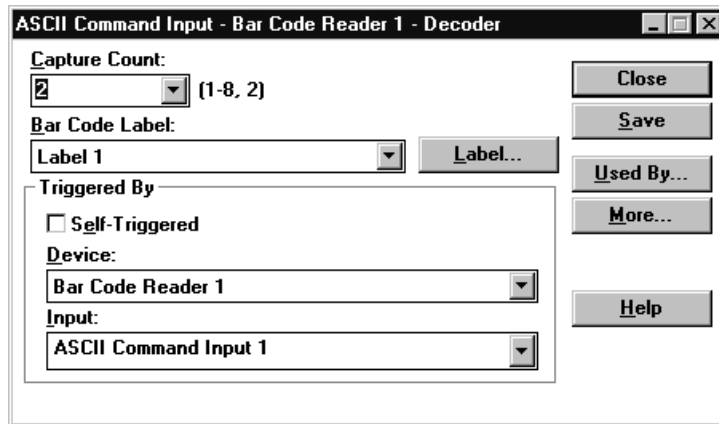 ASCII Command Input - Bar Code Reader 1 - Decoder
Capture Count:
2 (1-8, 2)
Bar Code Label:
Label 1
Label...
Triggered By
Self-Triggered
Device:
Bar Code Reader 1
Input:
ASCII Command Input 1
Close
Save
Used By...
More...
Help